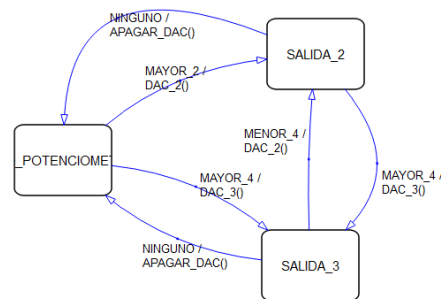 NINGUNO /
APAGAR_DAC()
SALIDA_2
MAYOR_2 /
DAC_2()
MENOR_4 /
DAC_2()
_POTENCIOME
MAYOR_4 /
DAC_3()
MAYOR_4 /
DAC_3()
NINGUNO /
APAGAR_DAC()
SALIDA_3